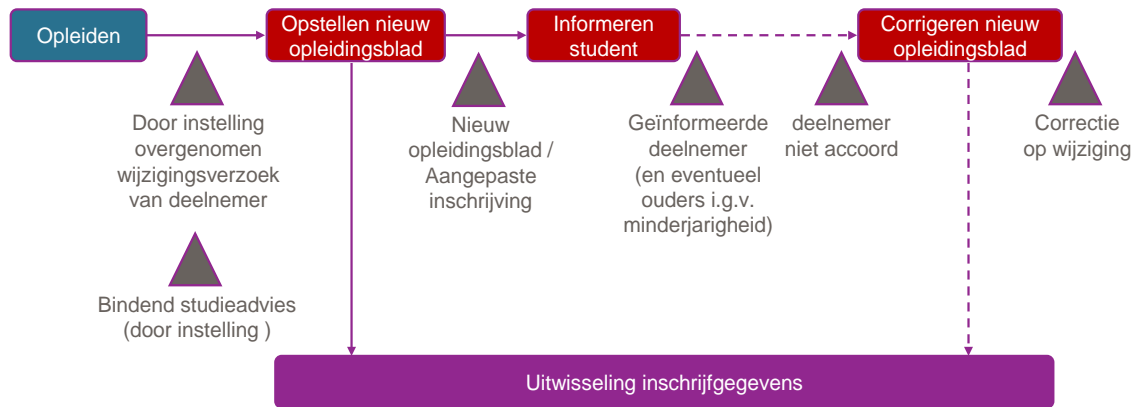 Opleiden
Opstellen nieuw
opleidingsblad
Informeren
student
Corrigeren nieuw
opleidingsblad
Door instelling
overgenomen
wijzigingsverzoek
van deelnemer
Nieuw
opleidingsblad /
Aangepaste
inschrijving
Geïnformeerde
deelnemer
(en eventueel
ouders i.g.v.
minderjarigheid)
deelnemer
niet accoord
Correctie
op wijziging
Bindend studieadvies
(door instelling )
Uitwisseling inschrijfgegevens